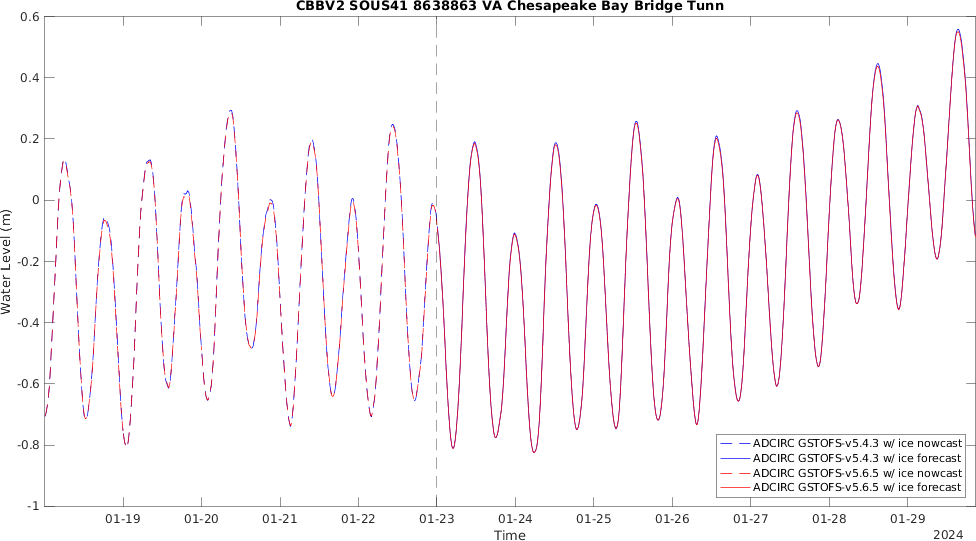 CBBV2 SOUS41 8638863 VA Chesapeake Bay Bridge Tunn
Water Level (m)
0.6
0.4
0.2
0
-0.2
-0.4
-0.6
-0.8
-1
ADCIRC GSTOFS-v5.4.3 w/ ice nowcast
ADCIRC GSTOFS-v5.4.3 w/ ice forecast
ADCIRC GSTOFS-v5.6.5 w/ ice nowcast
ADCIRC GSTOFS-v5.6.5 w/ ice forecast
01-19 01-20 01-21 01-22 01-23 01-24 01-25 01-26 01-27 01-28 01-29
Time
2024